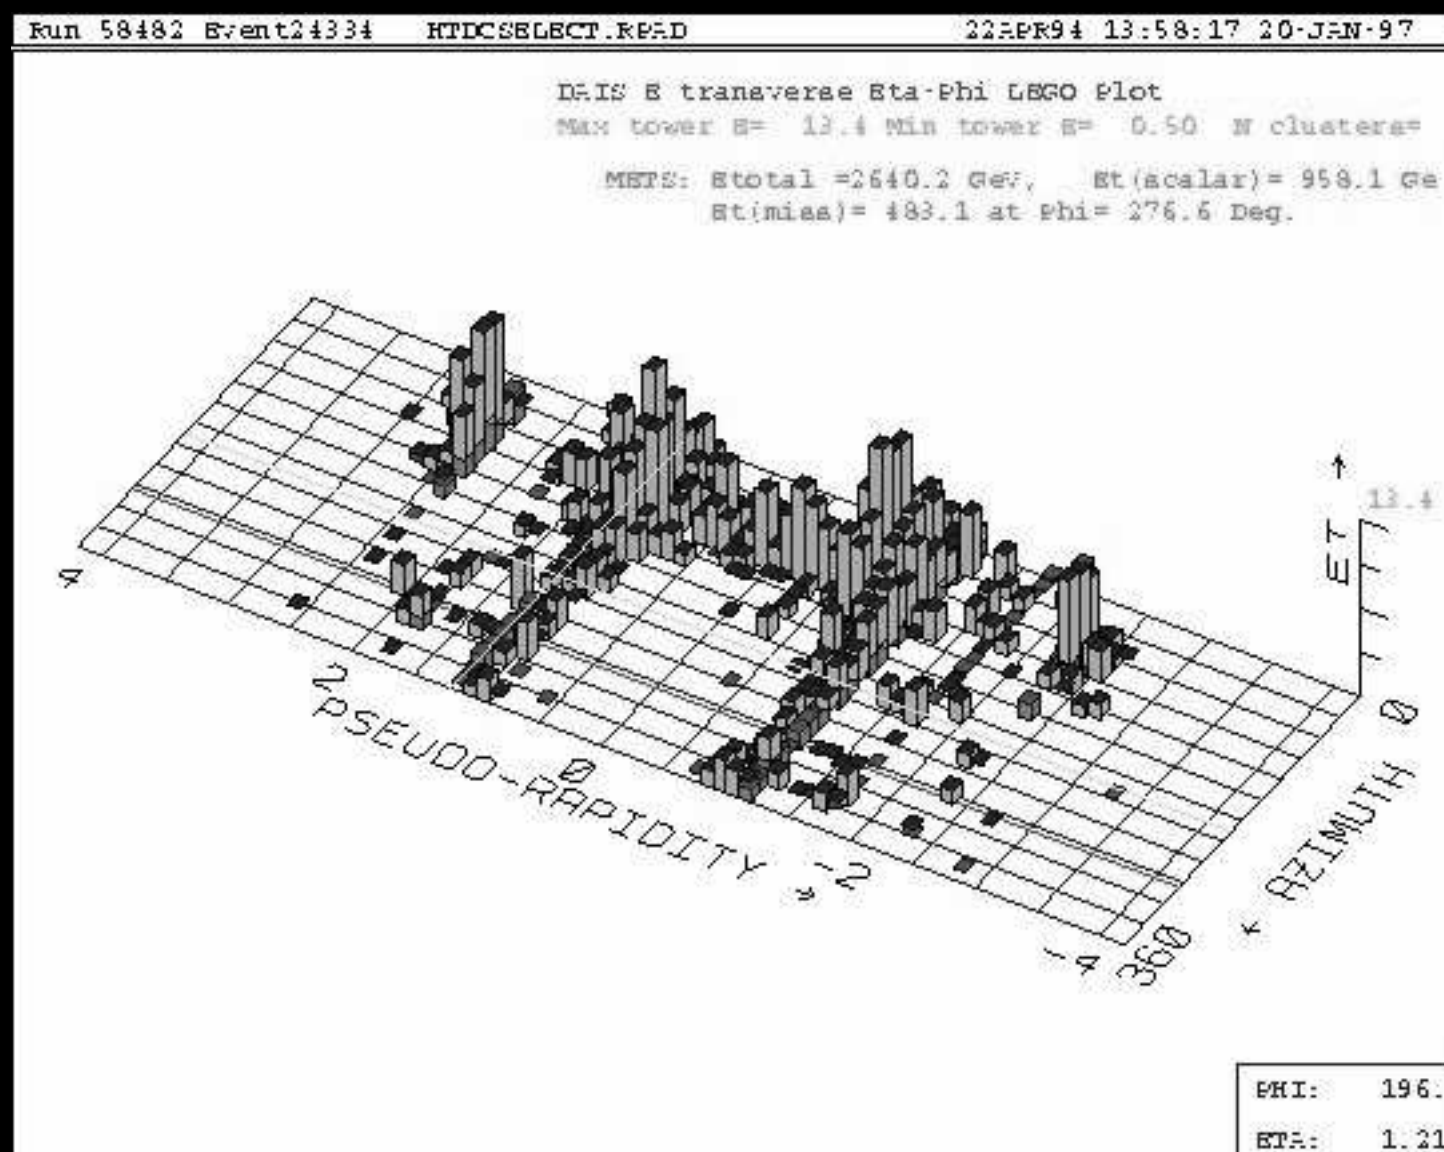 Run 58482 Event24334 HTDCSELECT.RPAD 22APR94 13:58:17 20-JAN-97
DAIS E transverse Eta-Phi LEGO Plot
Max tower E= 13.4 Min tower E= 0.50 N clusters=
METS: Etotal =2640.2 GeV, Et(scalar)= 958.1 Ge
Et(miss)= 483.1 at Phi= 276.6 Deg.
13.4
ET →
4
2
PSEUDO-RAPIDITY
0
-2
-4
0
AZIMUTH
360
PHI: 196.
ETA: 1.21